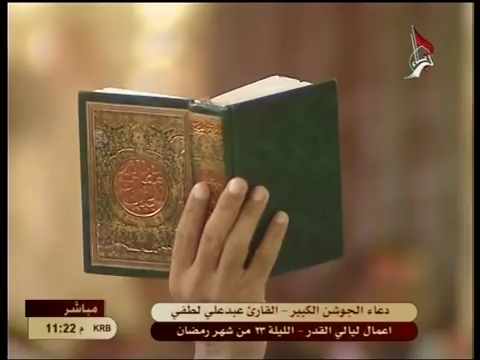 دعاء الجوشن الكبير - القارئ عبدعلي لطفي
اعمال ليالي القدر - الليلة ٢٣ من شهر رمضان
مباشر
11:22 م KRB